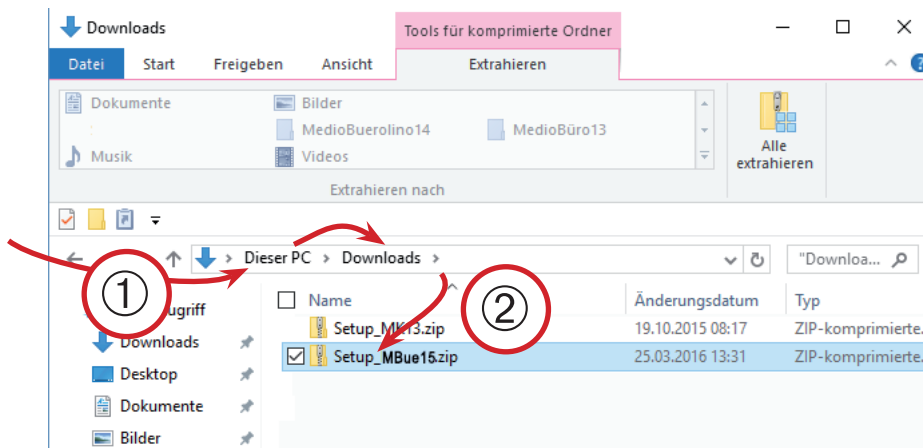 Downloads
Tools für komprimierte Ordner
Datei Start Freigeben Ansicht Extrahieren
Dokumente Bilder
MedioBuerolino14 MedioBüro13
Musik Videos
Alle extrahieren
Extrahieren nach
Dieser PC > Downloads >
"Downloa...
1
2
ugriff
Name Änderungsdatum Typ
Setup_MK13.zip 19.10.2015 08:17 ZIP-komprimierte.
Downloads
Setup_MBue15.zip 25.03.2016 13:31 ZIP-komprimierte.
Desktop
Dokumente
Bilder